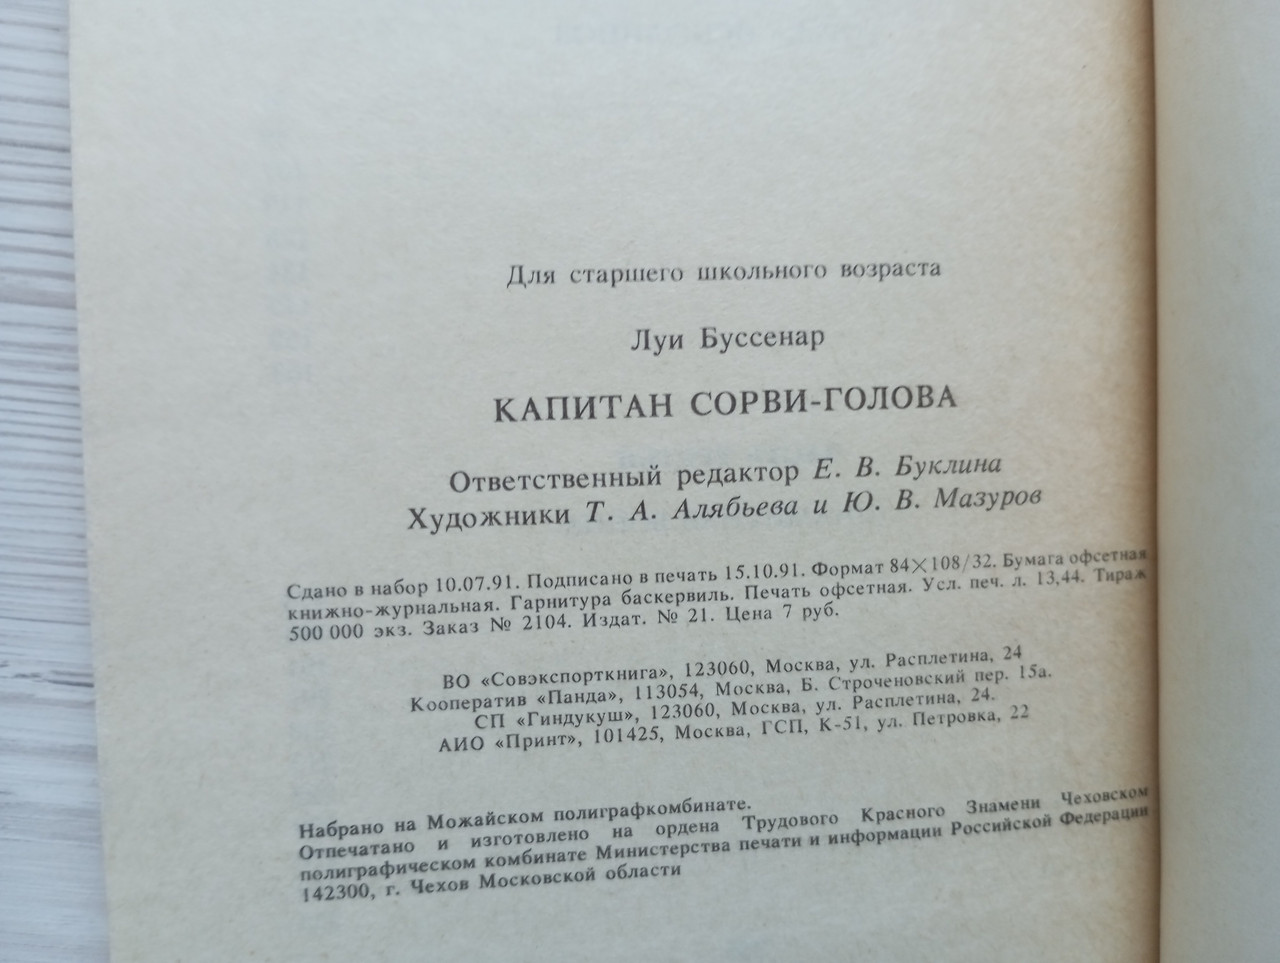 Для старшего школьного возраста
Луи Буссенар
КАПИТАН СОРВИ-ГОЛОВА
Ответственный редактор Е. В. Буклина
Художники Т. А. Алябьева и Ю. В. Мазуров
Сдано в набор 10.07.91. Подписано в печать 15.10.91. Формат 84×108/32. Бумага офсетная
книжно-журнальная. Гарнитура баскервиль. Печать офсетная. Усл. печ. л. 13,44. Тираж
500 000 экз. Заказ № 2104. Издат. № 21. Цена 7 руб.
ВО «Совэкспорткнига», 123060, Москва, ул. Расплетина, 24
Кооператив «Панда», 113054, Москва, Б. Строченовский пер. 15а.
СП «Гиндукуш», 123060, Москва, ул. Расплетина, 24.
АИО «Принт», 101425, Москва, ГСП, К-51, ул. Петровка, 22
Набрано на Можайском полиграфкомбинате.
Отпечатано и изготовлено на ордена Трудового Красного Знамени Чеховском
полиграфическом комбинате Министерства печати и информации Российской Федерации
142300, г. Чехов Московской области